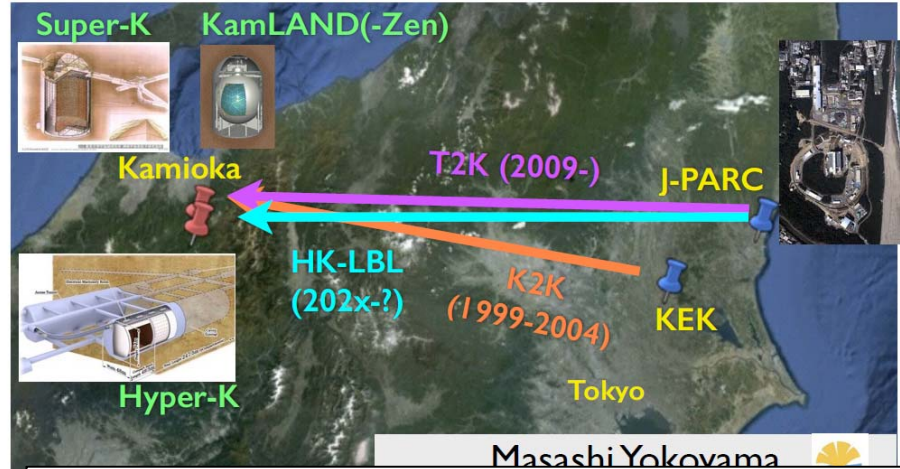 Super-K
KamLAND(-Zen)
Kamioka
T2K (2009-)
J-PARC
HK-LBL
(202x-?)
K2K
(1999-2004)
KEK
Hyper-K
Tokyo
Masashi Yokoyama